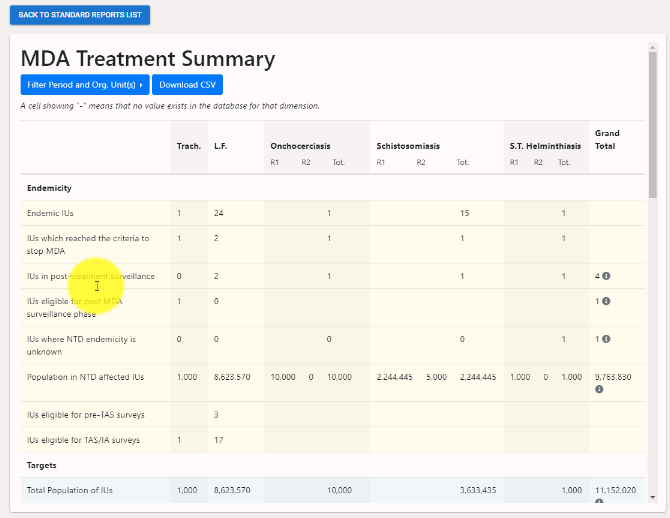 BACK TO STANDARD REPORTS LIST
MDA Treatment Summary
Filter Period and Org. Unit(s) Download CSV
A cell showing "-" means that no value exists in the database for that dimension.
Trach. L.F. Onchocerciasis Schistosomiasis S.T. Helminthiasis Grand Total
R1 R2 Tot. R1 R2 Tot. R1 R2 Tot.
Endemicity
Endemic IUs 1 24 1 15 1
IUs which reached the criteria to 1 2 1 1 1
stop MDA
IUs in post-treatment surveillance 0 2 1 1 1 4
IUs eligible for post MDA 1 0 1
surveillance phase
IUs where NTD endemicity is 0 0 0 0 1 1
unknown
Population in NTD affected IUs 1,000 8,623,570 10,000 0 10,000 2,244,445 5,000 2,244,445 1,000 0 1,000 9,763,830
IUs eligible for pre-TAS surveys 3
IUs eligible for TAS/IA surveys 1 17
Targets
Total Population of IUs 1,000 8,623,570 10,000 3,633,435 1,000 11,152,020